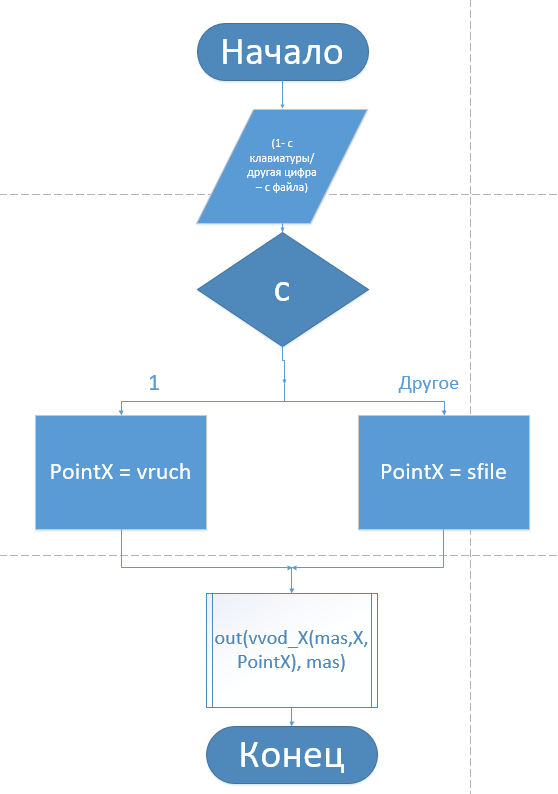 Начало
(1- с
клавиатуры/
другая цифра
– с файла)
с
1
Другое
PointX = vruch
PointX = sfile
out(vvod_X(mas,X,
PointX), mas)
Конец